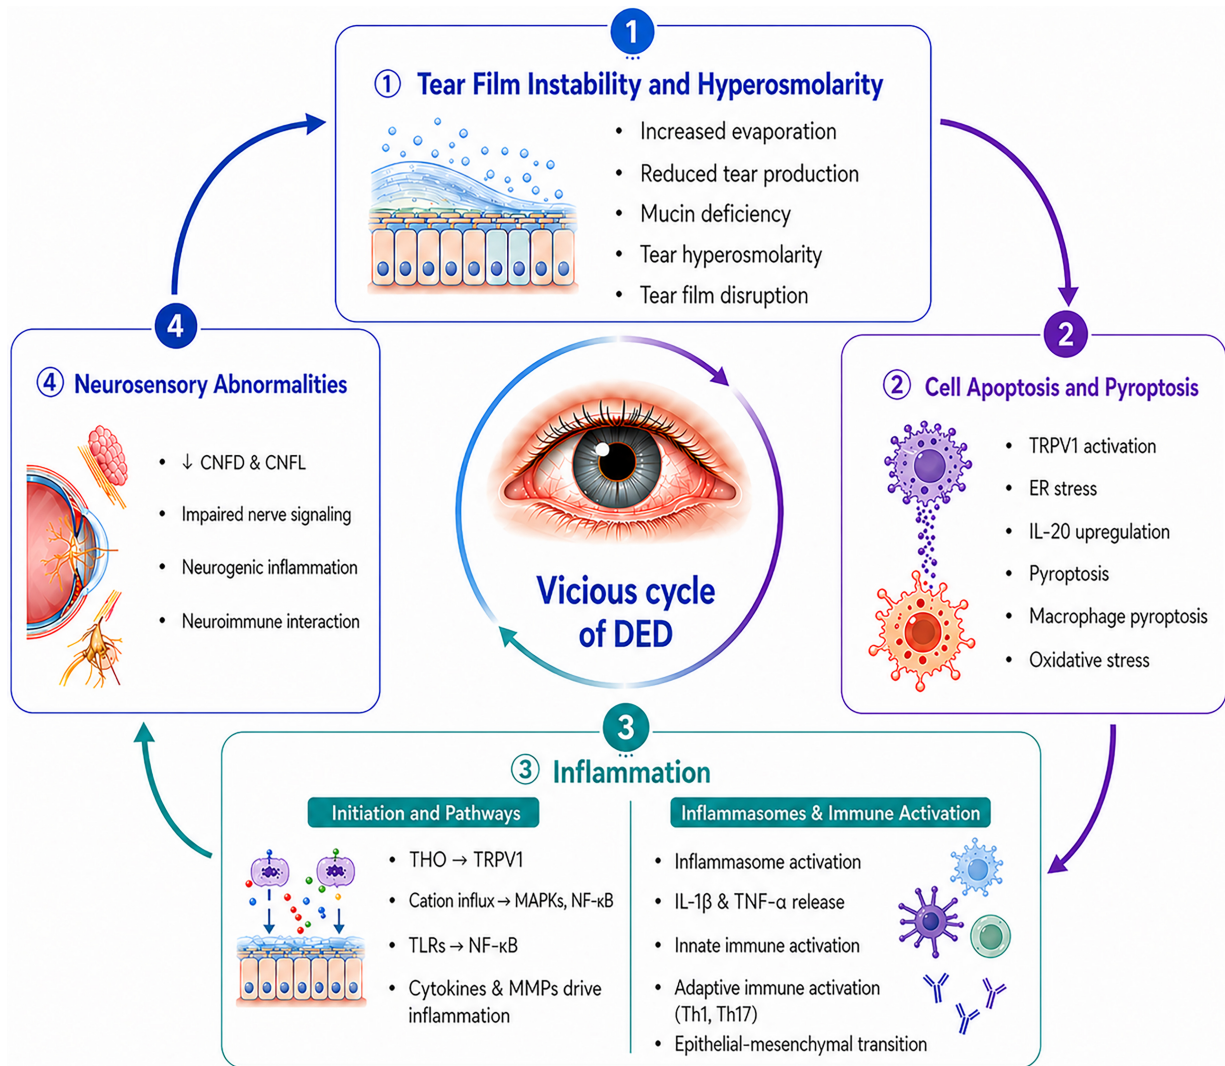 1
① Tear Film Instability and Hyperosmolarity
• Increased evaporation
• Reduced tear production
• Mucin deficiency
• Tear hyperosmolarity
• Tear film disruption
2
② Cell Apoptosis and Pyroptosis
• TRPV1 activation
• ER stress
• IL-20 upregulation
• Pyroptosis
• Macrophage pyroptosis
• Oxidative stress
3
③ Inflammation
Initiation and Pathways
• THO → TRPV1
• Cation influx → MAPKs, NF-κB
• TLRs → NF-κB
• Cytokines & MMPs drive
inflammation
Inflammasomes & Immune Activation
• Inflammasome activation
• IL-1β & TNF-α release
• Innate immune activation
• Adaptive immune activation
(Th1, Th17)
• Epithelial-mesenchymal transition
4
④ Neurosensory Abnormalities
• ↓ CNFD & CNFL
• Impaired nerve signaling
• Neurogenic inflammation
• Neuroimmune interaction
Vicious cycle
of DED